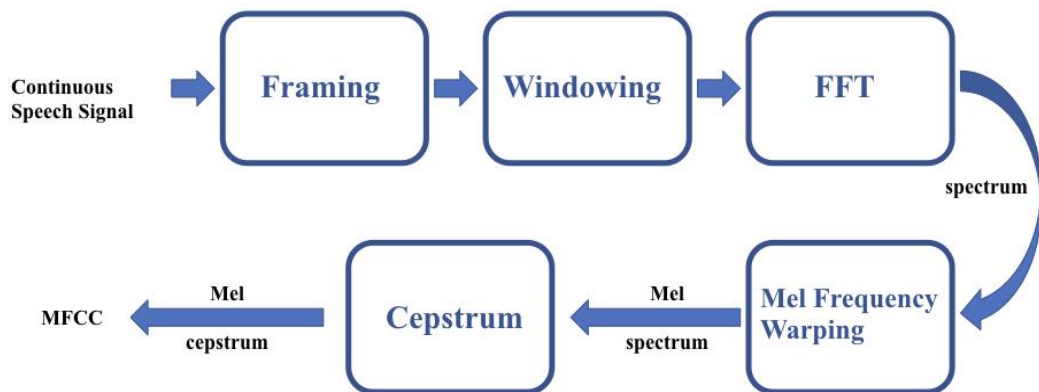 Continuous
Speech Signal
Framing
Windowing
FFT
spectrum
Mel Frequency
Warping
Mel
spectrum
Cepstrum
Mel
cepstrum
MFCC